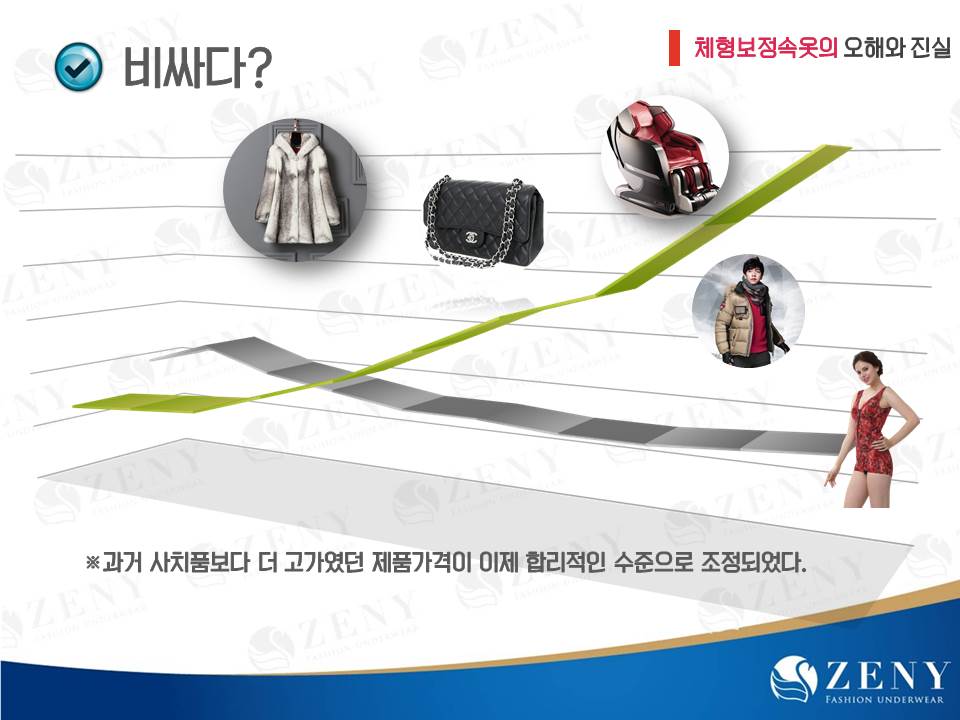 체형보정속옷의 오해와 진실
비싸다?
※과거 사치품보다 더 고가였던 제품가격이 이제 합리적인 수준으로 조정되었다.
ZENY
FASHION UNDERWEAR